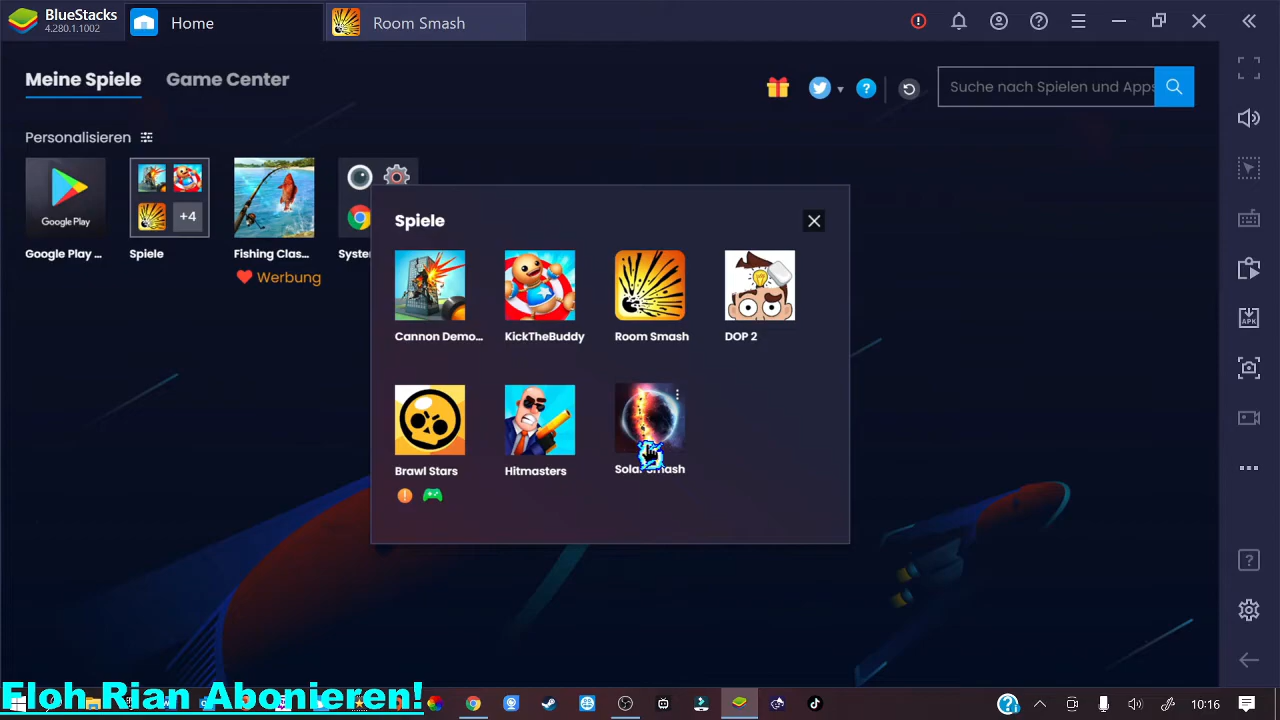 BlueStacks
4.280.1.1002
Home
Room Smash
Meine Spiele
Game Center
Suche nach Spielen und Apps
Personalisieren
Google Play
+4
Google Play ...
Spiele
Fishing Clas...
Syste
Werbung
Spiele
Cannon Demo...
KickTheBuddy
Room Smash
DOP 2
Brawl Stars
Hitmasters
Solar Smash
APK
Floh Rian Abonieren!
10:16